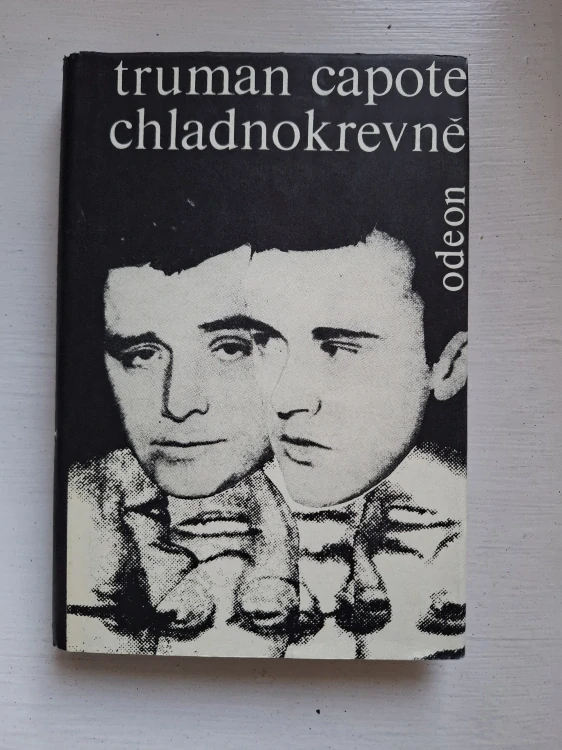 truman capote
chladnokrevně
odeon